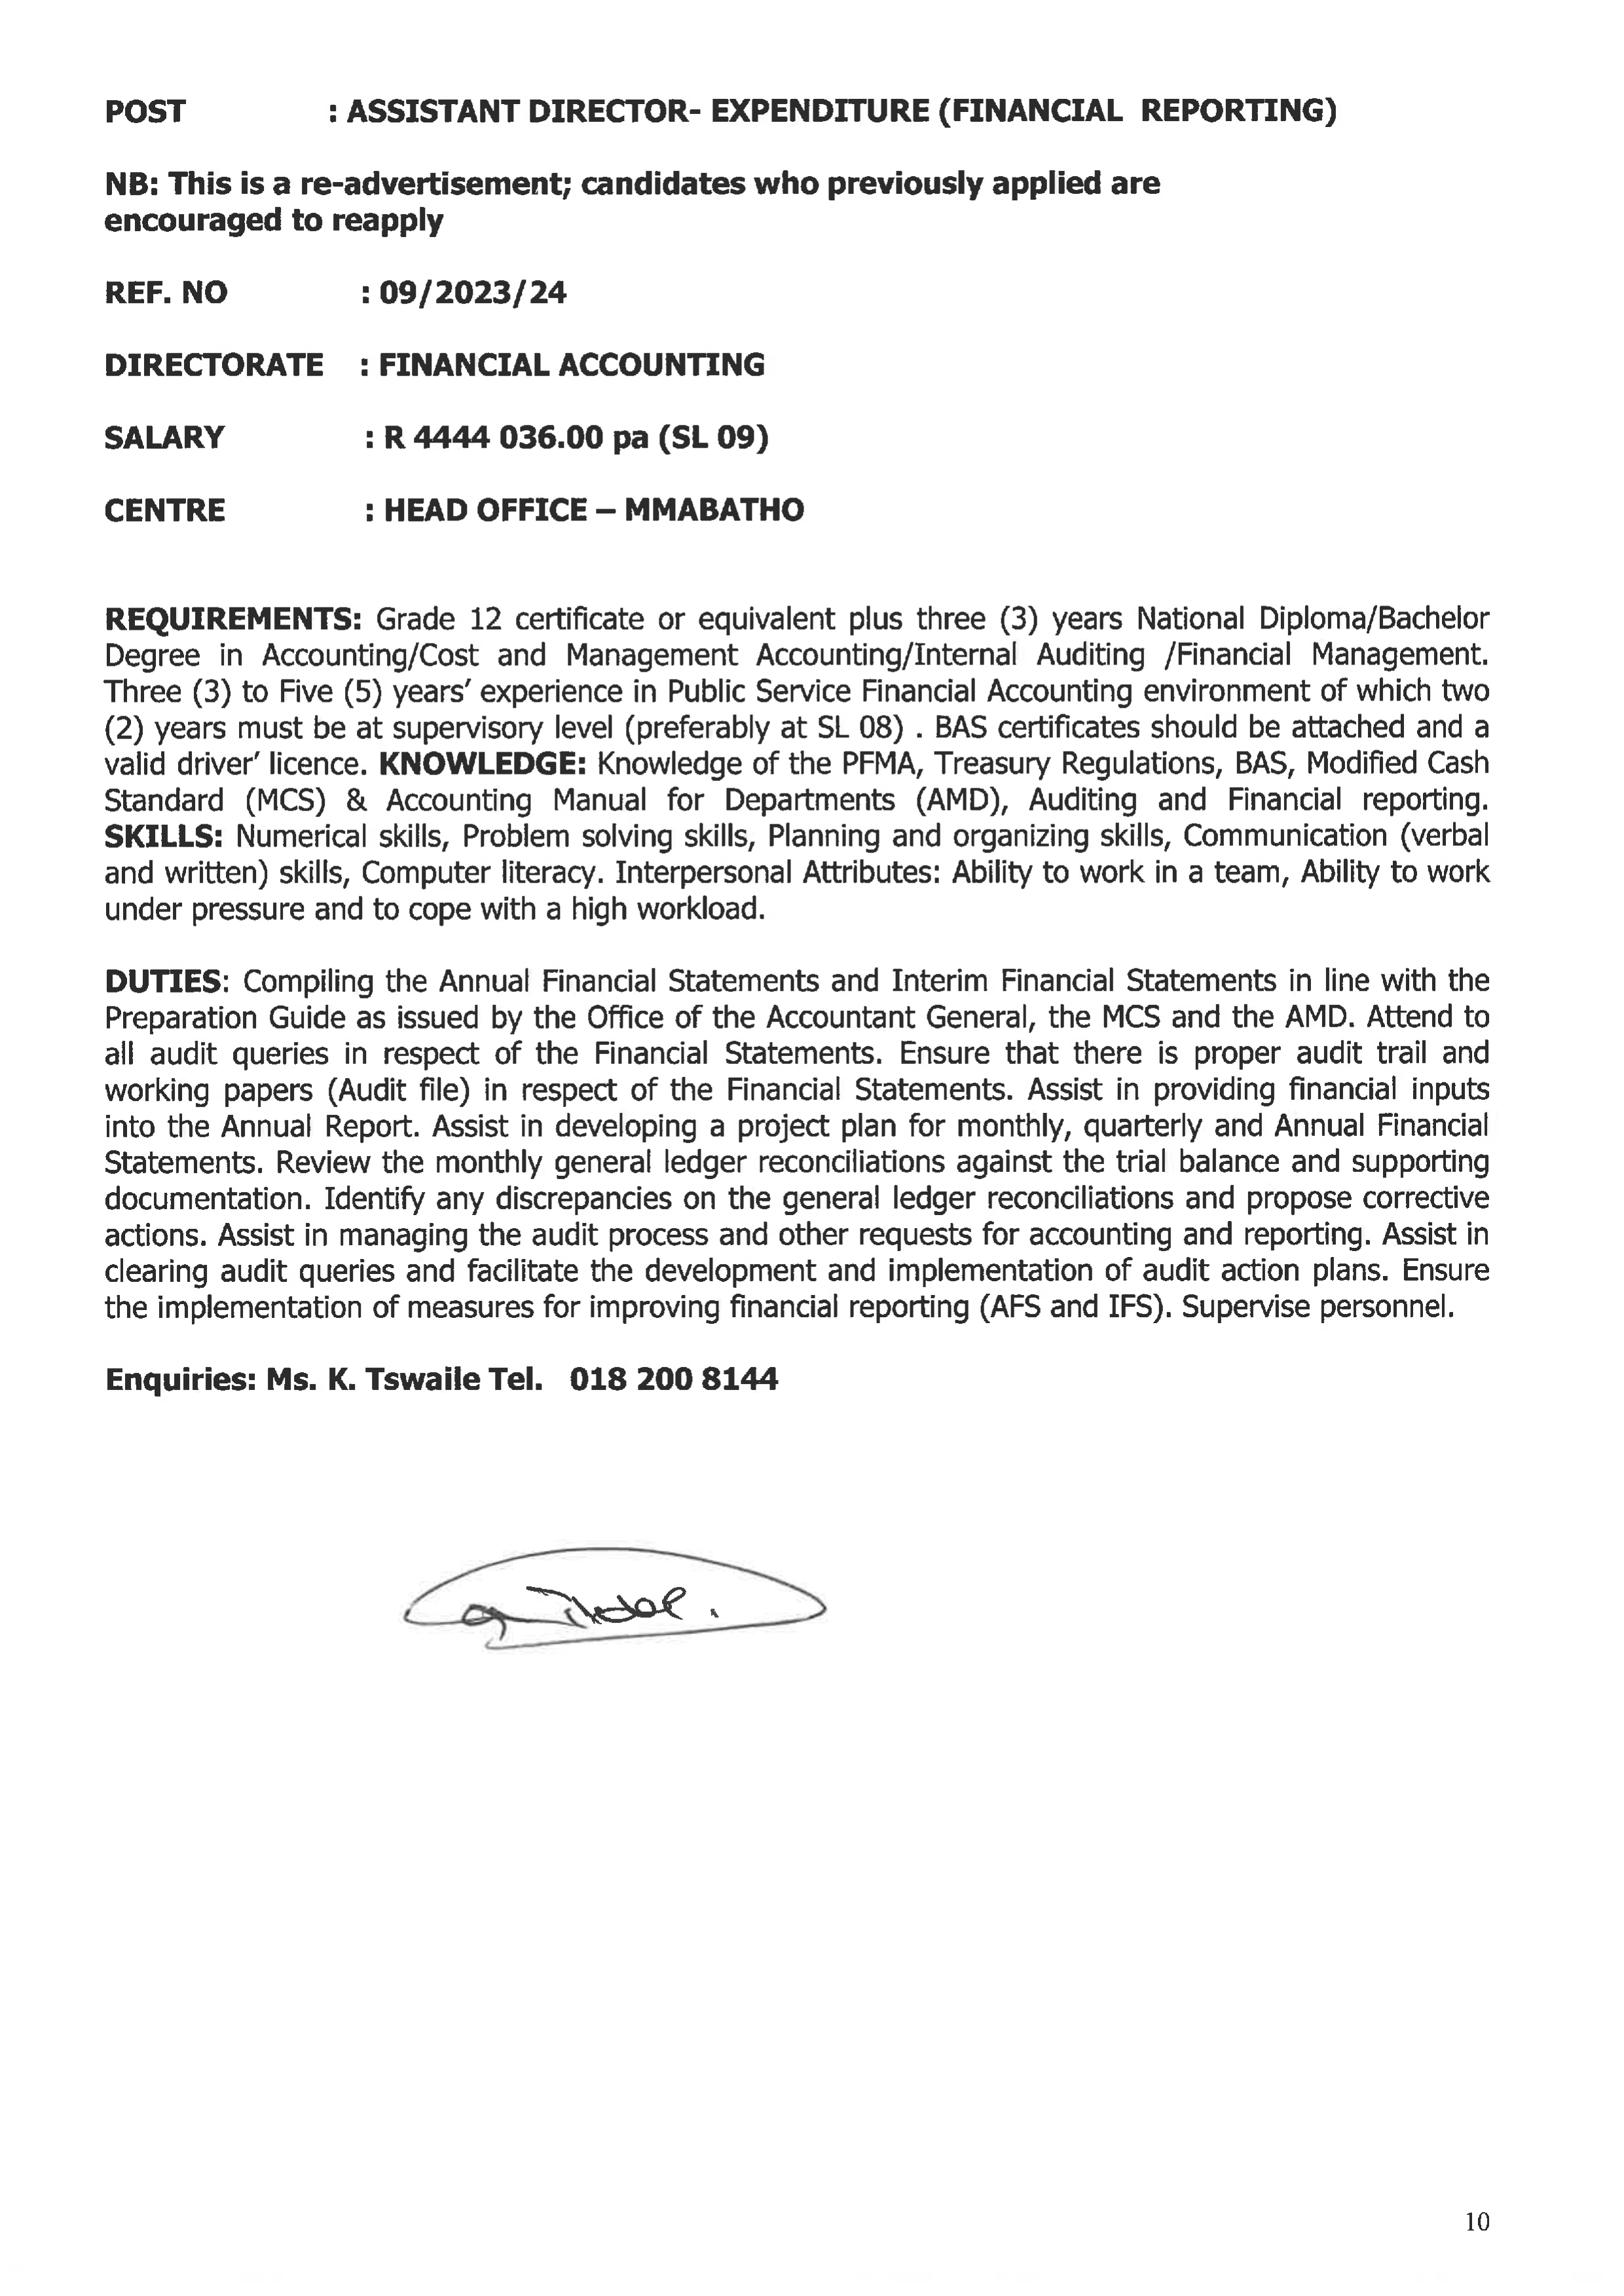 POST : ASSISTANT DIRECTOR- EXPENDITURE (FINANCIAL REPORTING)
NB: This is a re-advertisement; candidates who previously applied are
encouraged to reapply
REF. NO : 09/2023/24
DIRECTORATE : FINANCIAL ACCOUNTING
SALARY : R 4444 036.00 pa (SL 09)
CENTRE : HEAD OFFICE – MMABATHO
REQUIREMENTS: Grade 12 certificate or equivalent plus three (3) years National Diploma/Bachelor
Degree in Accounting/Cost and Management Accounting/Internal Auditing /Financial Management.
Three (3) to Five (5) years' experience in Public Service Financial Accounting environment of which two
(2) years must be at supervisory level (preferably at SL 08) . BAS certificates should be attached and a
valid driver' licence. KNOWLEDGE: Knowledge of the PFMA, Treasury Regulations, BAS, Modified Cash
Standard (MCS) & Accounting Manual for Departments (AMD), Auditing and Financial reporting.
SKILLS: Numerical skills, Problem solving skills, Planning and organizing skills, Communication (verbal
and written) skills, Computer literacy. Interpersonal Attributes: Ability to work in a team, Ability to work
under pressure and to cope with a high workload.
DUTIES: Compiling the Annual Financial Statements and Interim Financial Statements in line with the
Preparation Guide as issued by the Office of the Accountant General, the MCS and the AMD. Attend to
all audit queries in respect of the Financial Statements. Ensure that there is proper audit trail and
working papers (Audit file) in respect of the Financial Statements. Assist in providing financial inputs
into the Annual Report. Assist in developing a project plan for monthly, quarterly and Annual Financial
Statements. Review the monthly general ledger reconciliations against the trial balance and supporting
documentation. Identify any discrepancies on the general ledger reconciliations and propose corrective
actions. Assist in managing the audit process and other requests for accounting and reporting. Assist in
clearing audit queries and facilitate the development and implementation of audit action plans. Ensure
the implementation of measures for improving financial reporting (AFS and IFS). Supervise personnel.
Enquiries: Ms. K. Tswaile Tel. 018 200 8144
10